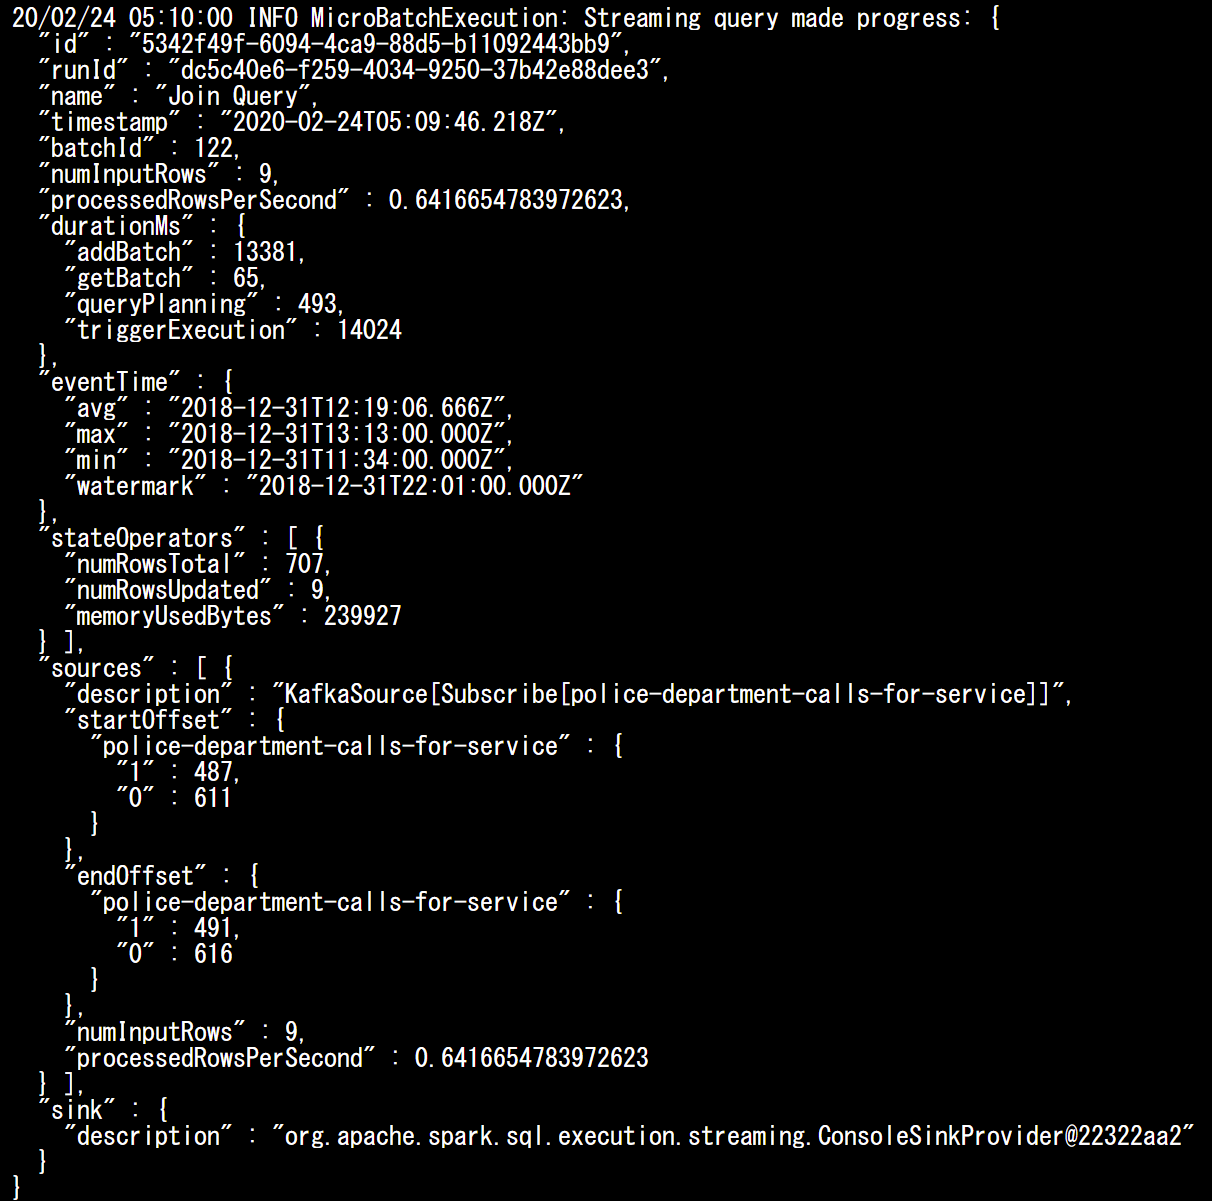 20/02/24 05:10:00 INFO MicroBatchExecution: Streaming query made progress: {
  "id" : "5342f49f-6094-4ca9-88d5-b11092443bb9",
  "runId" : "dc5c40e6-f259-4034-9250-37b42e88dee3",
  "name" : "Join Query",
  "timestamp" : "2020-02-24T05:09:46.218Z",
  "batchId" : 122,
  "numInputRows" : 9,
  "processedRowsPerSecond" : 0.6416654783972623,
  "durationMs" : {
    "addBatch" : 13381,
    "getBatch" : 65,
    "queryPlanning" : 493,
    "triggerExecution" : 14024
  },
  "eventTime" : {
    "avg" : "2018-12-31T12:19:06.666Z",
    "max" : "2018-12-31T13:13:00.000Z",
    "min" : "2018-12-31T11:34:00.000Z",
    "watermark" : "2018-12-31T22:01:00.000Z"
  },
  "stateOperators" : [ {
    "numRowsTotal" : 707,
    "numRowsUpdated" : 9,
    "memoryUsedBytes" : 239927
  } ],
  "sources" : [ {
    "description" : "KafkaSource[Subscribe[police-department-calls-for-service]]",
    "startOffset" : {
      "police-department-calls-for-service" : {
        "1" : 487,
        "0" : 611
      }
    },
    "endOffset" : {
      "police-department-calls-for-service" : {
        "1" : 491,
        "0" : 616
      }
    },
    "numInputRows" : 9,
    "processedRowsPerSecond" : 0.6416654783972623
  } ],
  "sink" : {
    "description" : "org.apache.spark.sql.execution.streaming.ConsoleSinkProvider@22322aa2"
  }
}